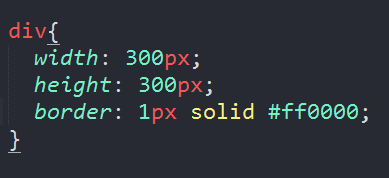 div{
  width: 300px;
  height: 300px;
  border: 1px solid #ff0000;
}